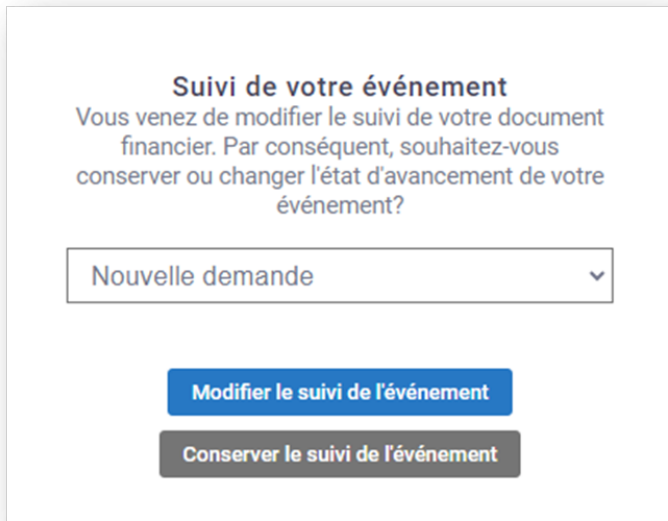 Suivi de votre événement
Vous venez de modifier le suivi de votre document
financier. Par conséquent, souhaitez-vous
conserver ou changer l'état d'avancement de votre
événement?
Nouvelle demande
Modifier le suivi de l'événement
Conserver le suivi de l'événement